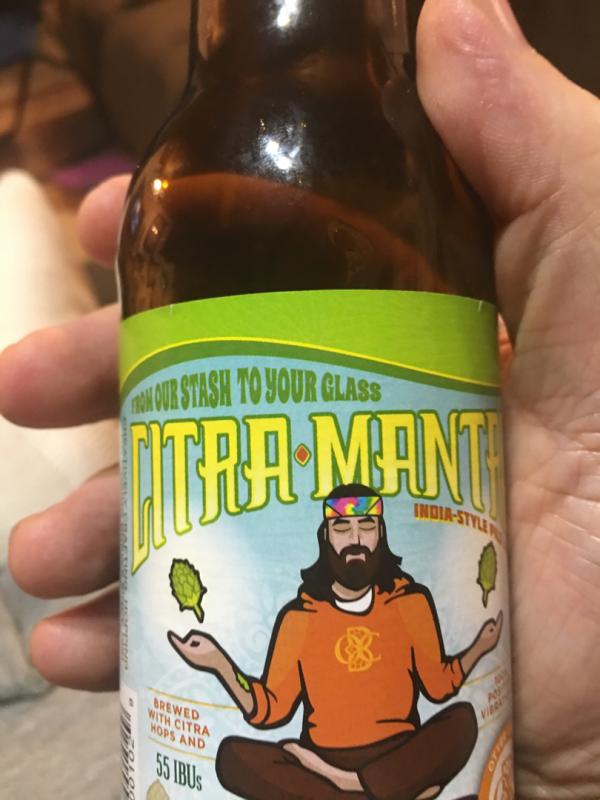 FROM OUR STASH TO YOUR GLASS
CITRA MANTRA
INDIA-STYLE
BREWED
WITH CITRA
HOPS AND
55 IBUs